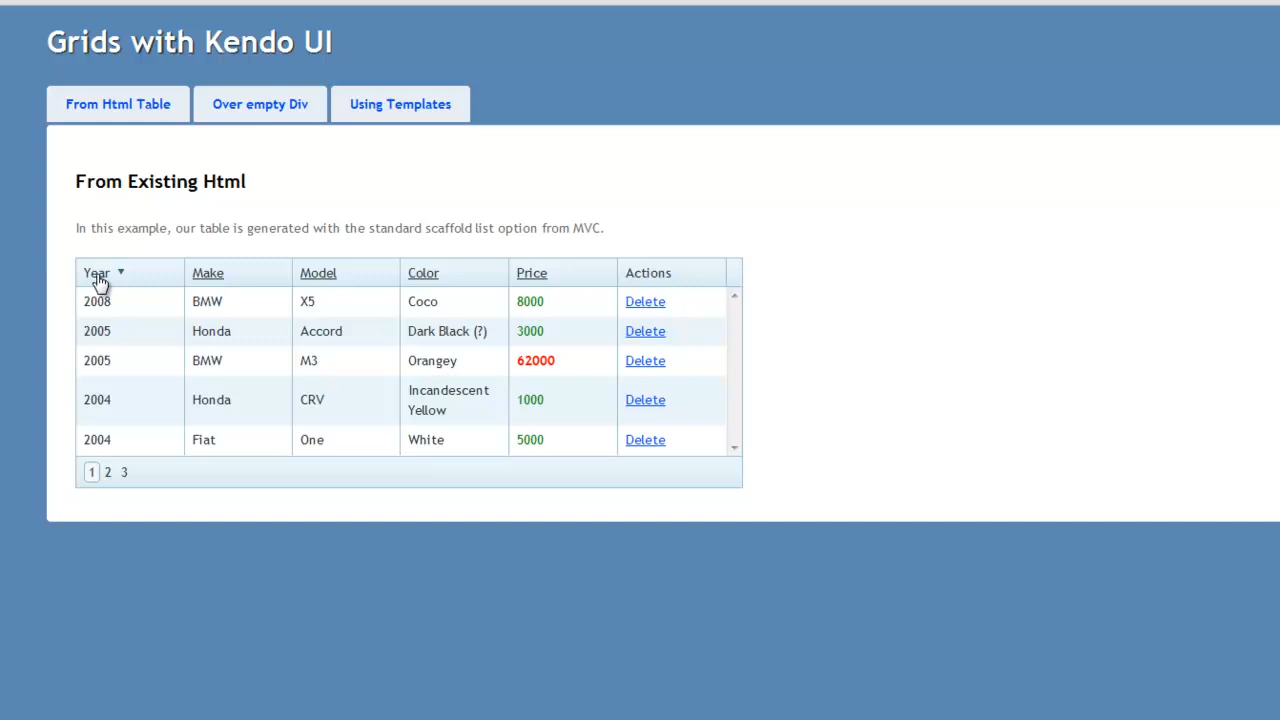 Grids with Kendo UI
From Html Table Over empty Div Using Templates
From Existing Html
In this example, our table is generated with the standard scaffold list option from MVC.
Year Make Model Color Price Actions
2008 BMW X5 Coco 8000 Delete
2005 Honda Accord Dark Black (?) 3000 Delete
2005 BMW M3 Orangey 62000 Delete
2004 Honda CRV Incandescent Yellow 1000 Delete
2004 Fiat One White 5000 Delete
1 2 3